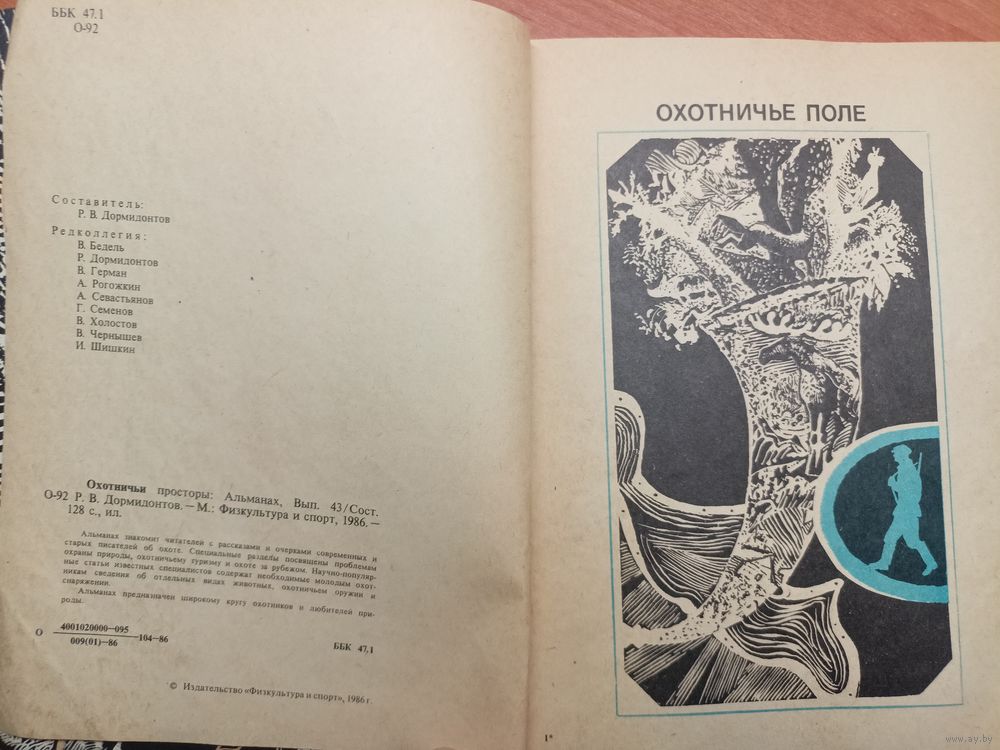 ББК 47.1
О-92
Составитель:
Р. В. Дормидонтов
Редколлегия:
В. Бедель
Р. Дормидонтов
В. Герман
А. Рогожкин
А. Севастьянов
Г. Семенов
В. Холостов
В. Чернышев
И. Шишкин
Охотничьи просторы: Альманах, Вып. 43/Сост.
О-92 Р. В. Дормидонтов. — М.: Физкультура и спорт, 1986. —
128 с., ил.
Альманах знакомит читателей с рассказами и очерками современных и
старых писателей об охоте. Специальные разделы посвящены проблемам
охраны природы, охотничьему туризму и охоте за рубежом. Научно-популяр-
ные статьи известных специалистов содержат необходимые молодым охот-
никам сведения об отдельных видах животных, охотничьем оружии и
снаряжении.
Альманах предназначен широкому кругу охотников и любителей при-
роды.
О 4001020000—095
009(01)—86
—104—86
ББК 47.1
© Издательство «Физкультура и спорт», 1986 г.
ОХОТНИЧЬЕ ПОЛЕ
1*
www.ay.by